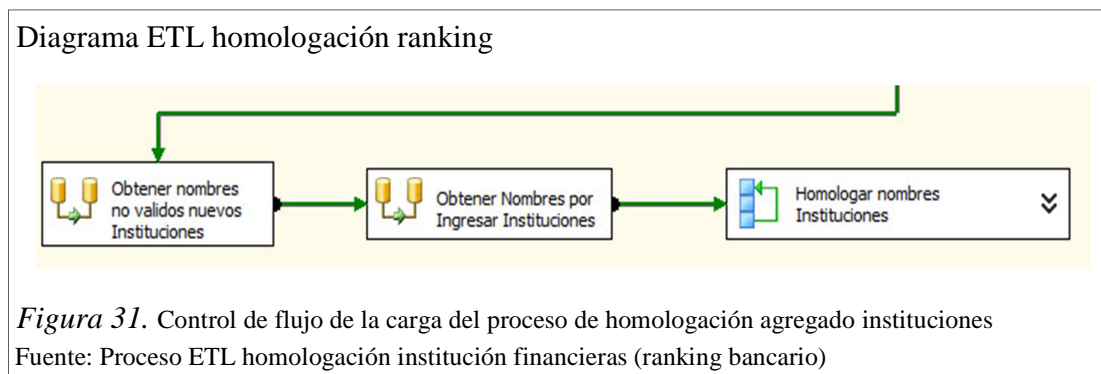 Diagrama ETL homologación ranking
Obtener nombres
no validos nuevos
Instituciones
Obtener Nombres por
Ingresar Instituciones
Homologar nombres
Instituciones
Figura 31. Control de flujo de la carga del proceso de homologación agregado instituciones
Fuente: Proceso ETL homologación institución financieras (ranking bancario)